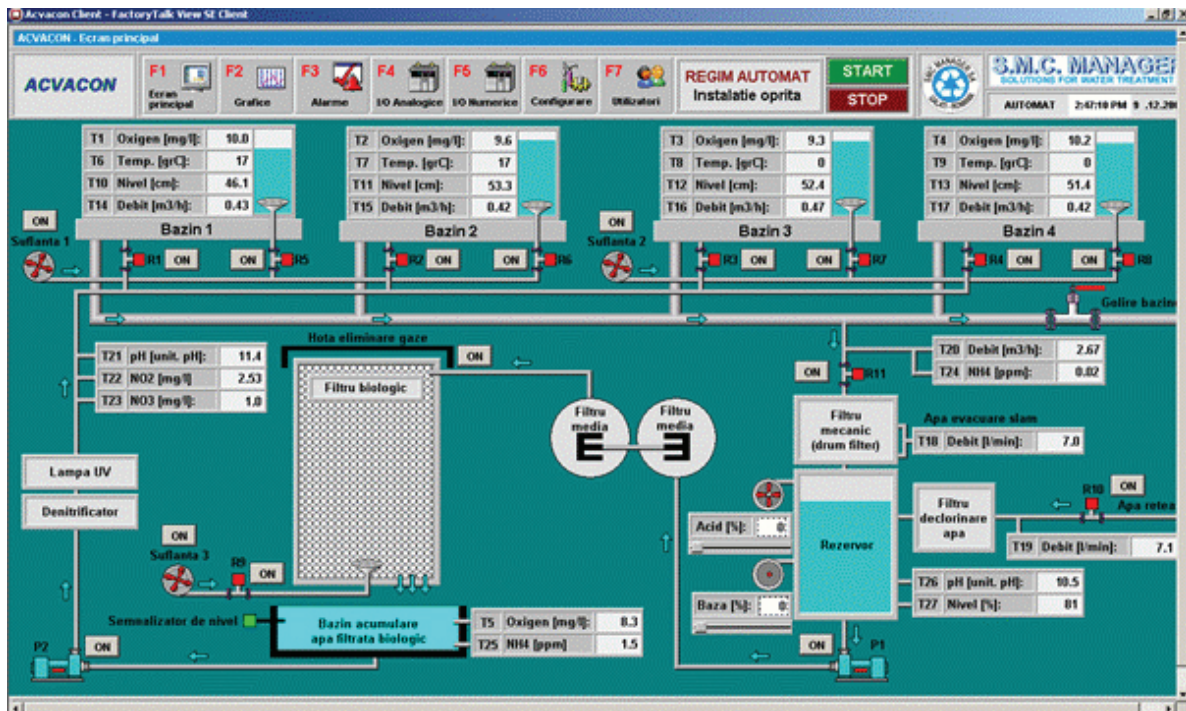 Acvacon Client - FactoryTalk View SE Client
ACVACON - Ecran principal
ACVACON
F1 Ecran principal
F2 Grafice
F3 Alarme
F4 I/O Analogice
F5 I/O Numerice
F6 Configurare
F7 Utilizatori
REGIM AUTOMAT
Instalatie oprita
START
STOP
S.M.C. MANAGE
SOLUTIONS FOR WATER TREATMENT
AUTOMAT 2:47:10 PM 9 .12.20
T1 Oxigen [mg/l]: 10.0
T6 Temp. [grC]: 17
T10 Nivel [cm]: 46.1
T14 Debit [m3/h]: 0.43
Bazin 1
T2 Oxigen [mg/l]: 9.6
T7 Temp. [grC]: 17
T11 Nivel [cm]: 53.3
T15 Debit [m3/h]: 0.42
Bazin 2
T3 Oxigen [mg/l]: 9.3
T8 Temp. [grC]: 0
T12 Nivel [cm]: 52.4
T16 Debit [m3/h]: 0.47
Bazin 3
T4 Oxigen [mg/l]: 10.2
T9 Temp. [grC]: 0
T13 Nivel [cm]: 51.4
T17 Debit [m3/h]: 0.42
Bazin 4
ON
Suflanta 1
R1 ON
ON R5
R2 ON
ON R6
ON
Suflanta 2
R3 ON
ON R7
R4 ON
ON R8
Golire bazine
T21 pH [unit. pH]: 11.4
T22 NO2 [mg/l] 2.53
T23 NO3 [mg/l]: 1.0
Hota eliminare gaze
ON
Filtru biologic
Filtru
media
Filtru
media
ON R11
T20 Debit [m3/h]: 2.67
T24 NH4 [ppm]: 0.02
Filtru
mecanic
(drum filter)
Apa evacuare slam
T18 Debit [l/min]: 7.0
Lampa UV
Denitrificator
ON
Suflanta 3
R9
ON
Acid [%]: 0
Rezervor
Filtru
declorinare
apa
R10 ON
Apa retea
T19 Debit [l/min]: 7.1
Baza [%]: 0
T26 pH [unit. pH]: 10.5
T27 Nivel [%]: 81
Semnalizator de nivel
Bazin acumulare
apa filtrata biologic
T5 Oxigen [mg/l]: 8.3
T25 NH4 [ppm] 1.5
P2
ON
ON
P1